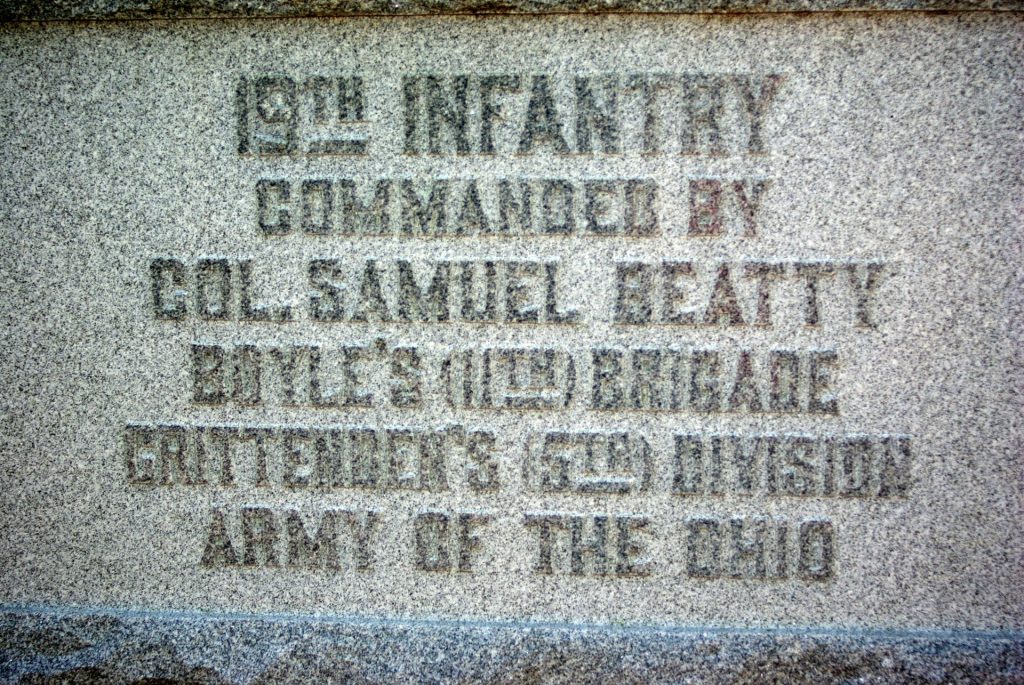 19TH INFANTRY
COMMANDED BY
COL. SAMUEL BEATTY
BOYLE'S (11TH) BRIGADE
CRITTENDEN'S (5TH) DIVISION
ARMY OF THE OHIO